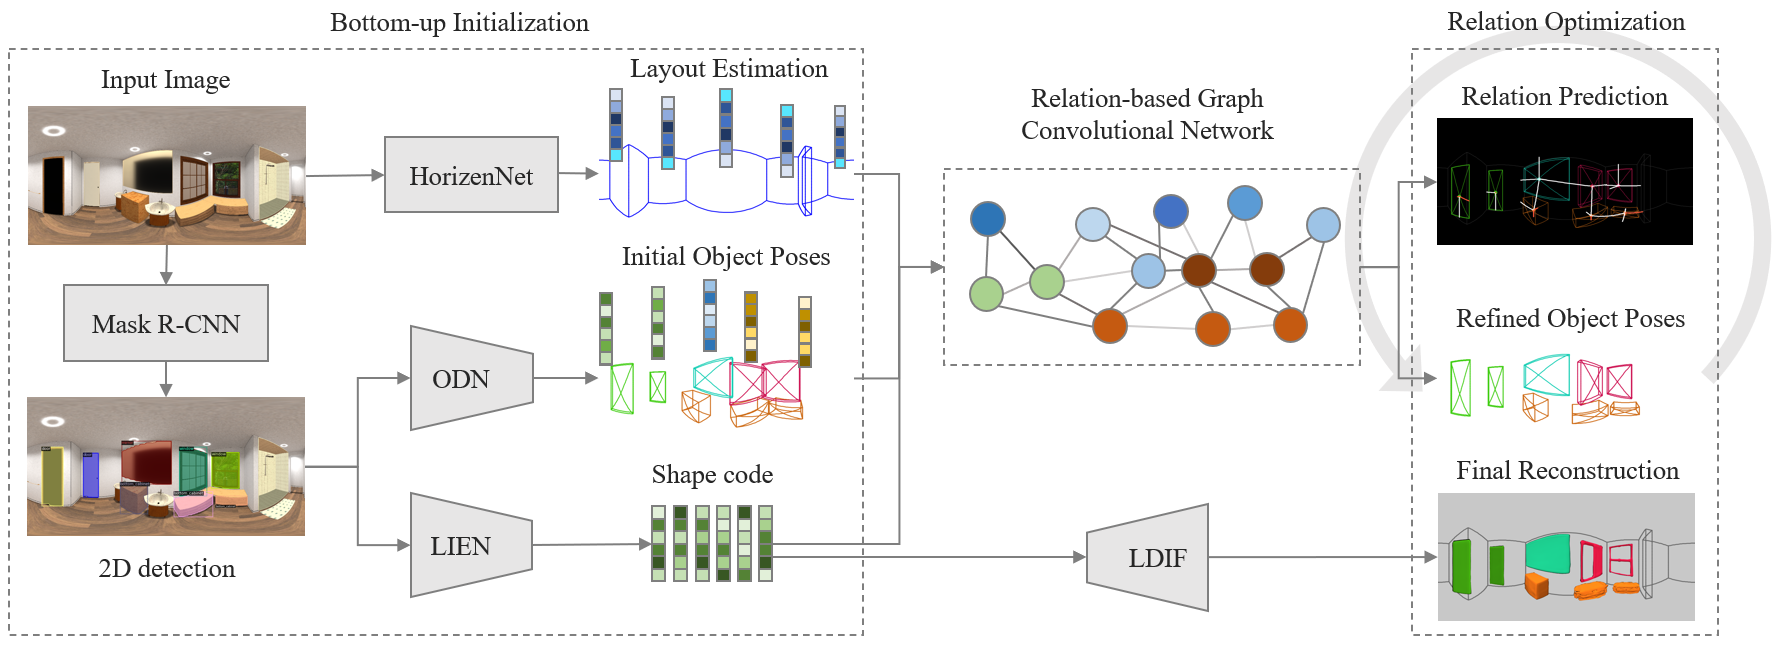 Bottom-up Initialization
Relation Optimization
Input Image
Layout Estimation
Relation-based Graph
Convolutional Network
Relation Prediction
HorizenNet
Initial Object Poses
Mask R-CNN
ODN
Refined Object Poses
Shape code
Final Reconstruction
LIEN
LDIF
2D detection